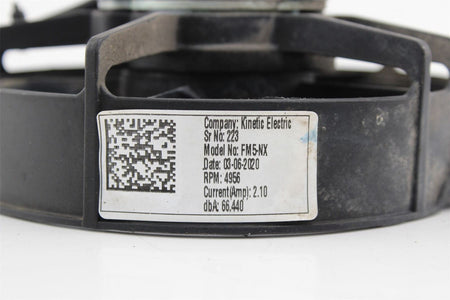 Company: Kinetic Electric
Sr No: 223
Model No: FM5-NX
Date: 03-06-2020
RPM: 4956
Current(Amp): 2.10
dbA: 66,440